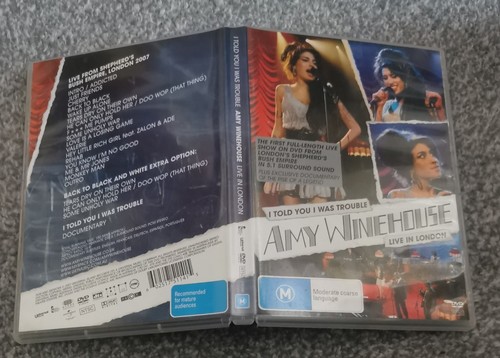 LIVE FROM SHEPHERD'S
BUSH EMPIRE, LONDON 2007
INTRO / ADDICTED
JUST FRIENDS
CHERRY
BACK TO BLACK
WAKE UP ALONE
TEARS DRY ON THEIR OWN
HE CAN ONLY HOLD HER / DOO WOP (THAT THING)
F*** ME PUMPS
SOME UNHOLY WAR
LOVE IS A LOSING GAME
VALERIE
HEY LITTLE RICH GIRL feat. ZALON & ADE
REHAB
YOU KNOW I'M NO GOOD
ME & MR JONES
MONKEY MAN
OUTRO
BACK TO BLACK AND WHITE EXTRA OPTION:
TEARS DRY ON THEIR OWN
HE CAN ONLY HOLD HER / DOO WOP (THAT THING)
SOME UNHOLY WAR
I TOLD YOU I WAS TROUBLE
DOCUMENTARY
Recommended
for mature
audiences
I TOLD YOU I WAS TROUBLE AMY WINEHOUSE LIVE IN LONDON
M
THE FIRST FULL-LENGTH LIVE
SHOW ON DVD FROM
LONDON'S SHEPHERD'S
BUSH EMPIRE
IN 5.1 SURROUND SOUND
PLUS EXCLUSIVE DOCUMENTARY
I TOLD YOU I WAS TROUBLE
AMY WINEHOUSE
LIVE IN LONDON
M
Moderate coarse
language